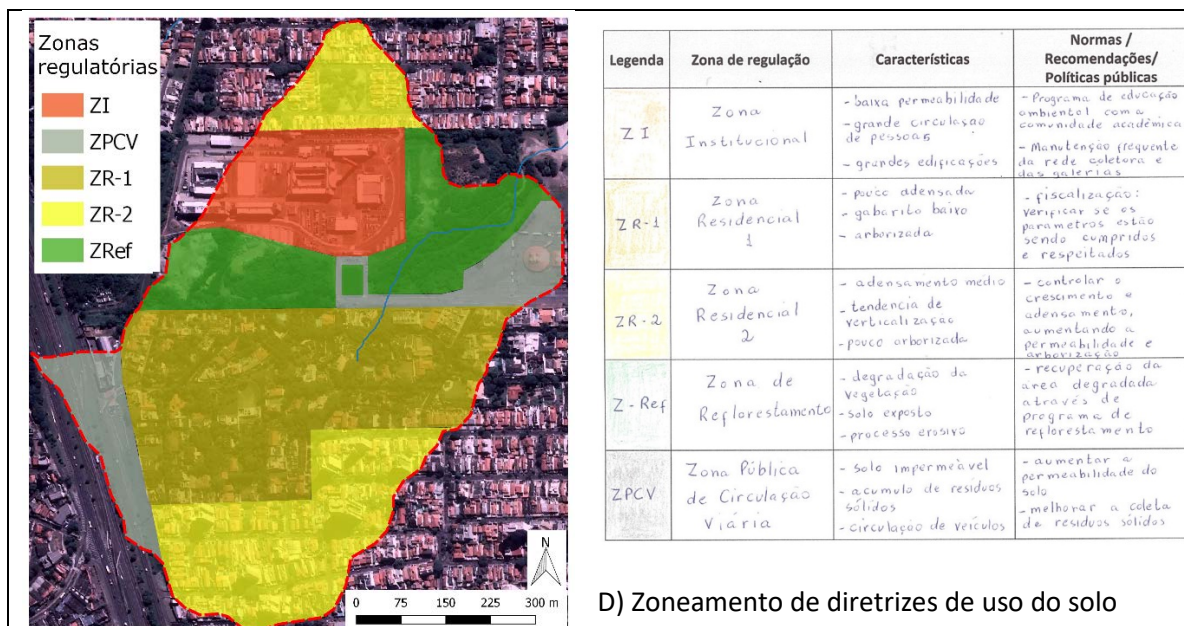 Zonas
regulatórias
ZI
ZPCV
ZR-1
ZR-2
ZRef
N
0 75 150 225 300 m
Legenda
Zona de regulação
Características
Normas /
Recomendações/
Políticas públicas
ZI
Zona
Institucional
- baixa permeabilidade
- grande circulação
de pessoas
- grandes edificações
- Programa de educação
ambiental com a
comunidade acadêmica
- Manutenção frequente
da rede coletora e
das galerias
ZR-1
Zona
Residencial
1
- pouco adensada
- gabarito baixo
- arborizada
- fiscalização:
verificar se os
parâmetros estão
sendo cumpridos
e respeitados
ZR-2
Zona
Residencial
2
- adensamento médio
- tendencia de
verticalização
- pouco arborizada
- controlar o
crescimento e
adensamento,
aumentando a
permeabilidade e
arborização
Z-Ref
Zona de
Reflorestamento
- degradação da
vegetação
- solo exposto
- processo erosivo
- recuperação da
área degradada
através de
programa de
reflorestamento
ZPCV
Zona Pública
de Circulação
Viária
- solo impermeável
- acumulo de resíduos
sólidos
- circulação de veículos
- aumentar a
permeabilidade do
solo
- melhorar a coleta
de resíduos sólidos
D) Zoneamento de diretrizes de uso do solo